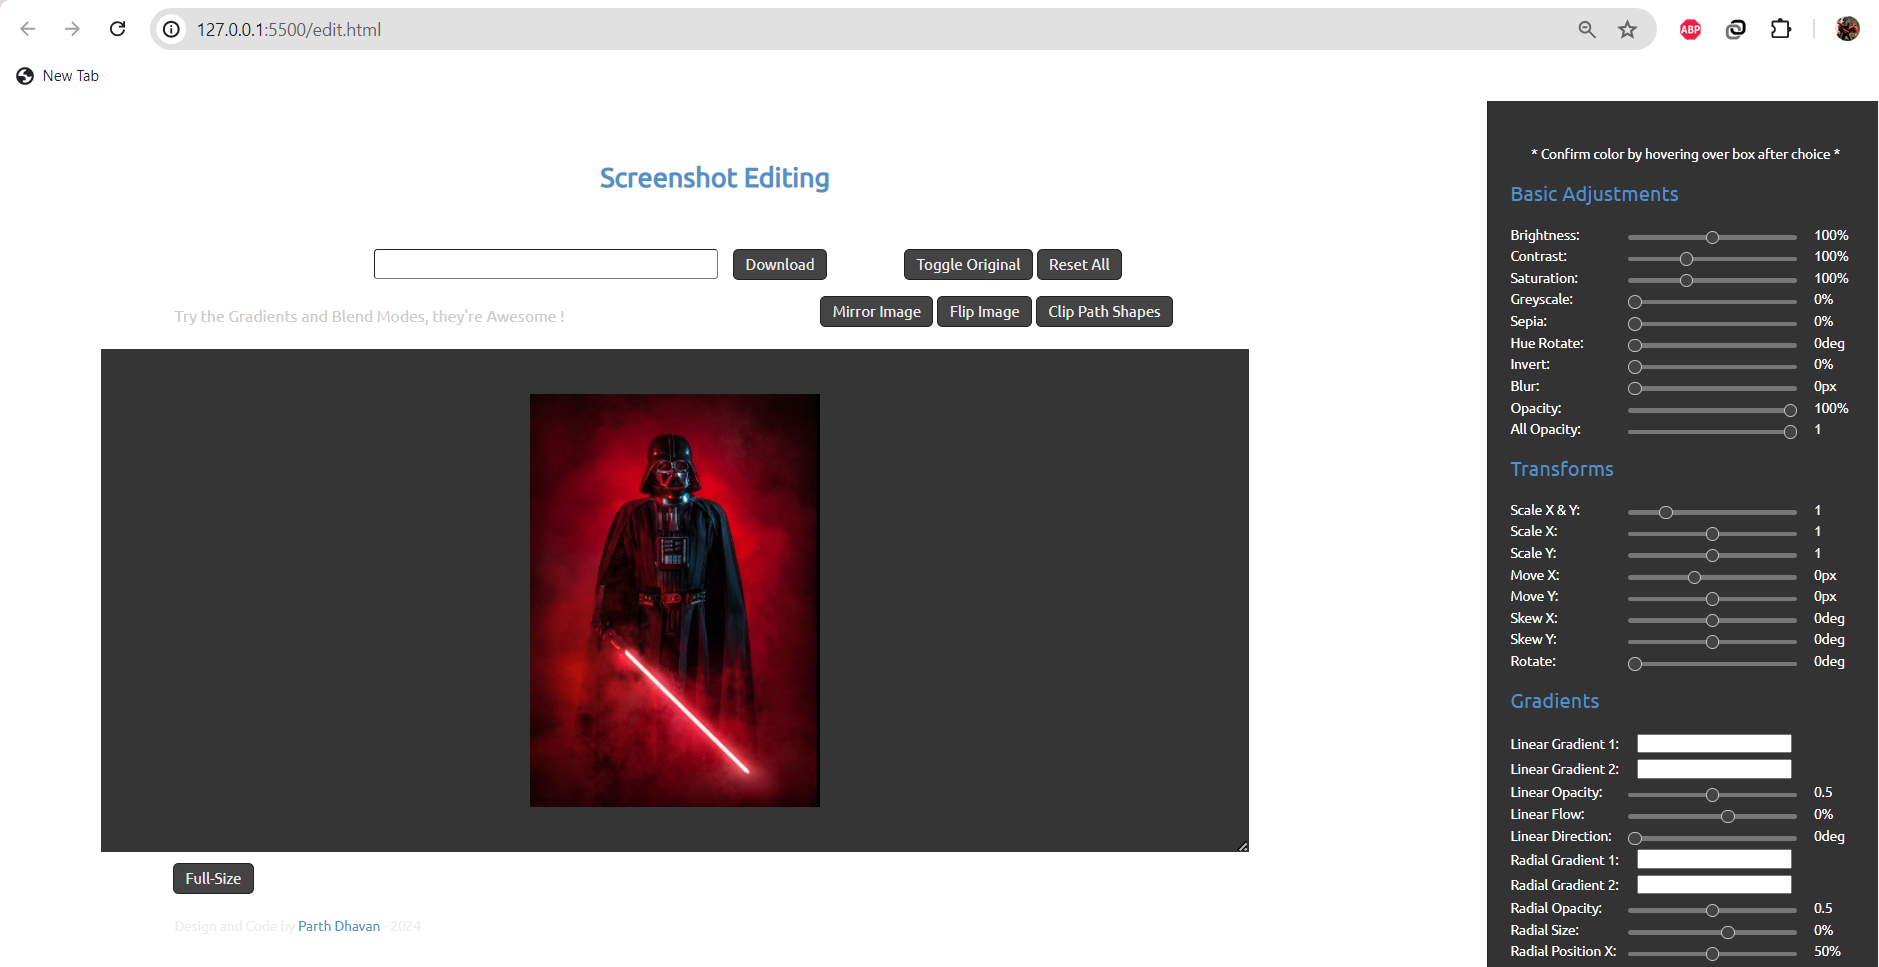 127.0.0.1:5500/edit.html
ABP
New Tab
Screenshot Editing
Download
Toggle Original
Reset All
Try the Gradients and Blend Modes, they're Awesome !
Mirror Image
Flip Image
Clip Path Shapes
Full-Size
Design and Code by Parth Dhavan - 2024
* Confirm color by hovering over box after choice *
Basic Adjustments
Brightness: 100%
Contrast: 100%
Saturation: 100%
Greyscale: 0%
Sepia: 0%
Hue Rotate: 0deg
Invert: 0%
Blur: 0px
Opacity: 100%
All Opacity: 1
Transforms
Scale X & Y: 1
Scale X: 1
Scale Y: 1
Move X: 0px
Move Y: 0px
Skew X: 0deg
Skew Y: 0deg
Rotate: 0deg
Gradients
Linear Gradient 1:
Linear Gradient 2:
Linear Opacity: 0.5
Linear Flow: 0%
Linear Direction: 0deg
Radial Gradient 1:
Radial Gradient 2:
Radial Opacity: 0.5
Radial Size: 0%
Radial Position X: 50%